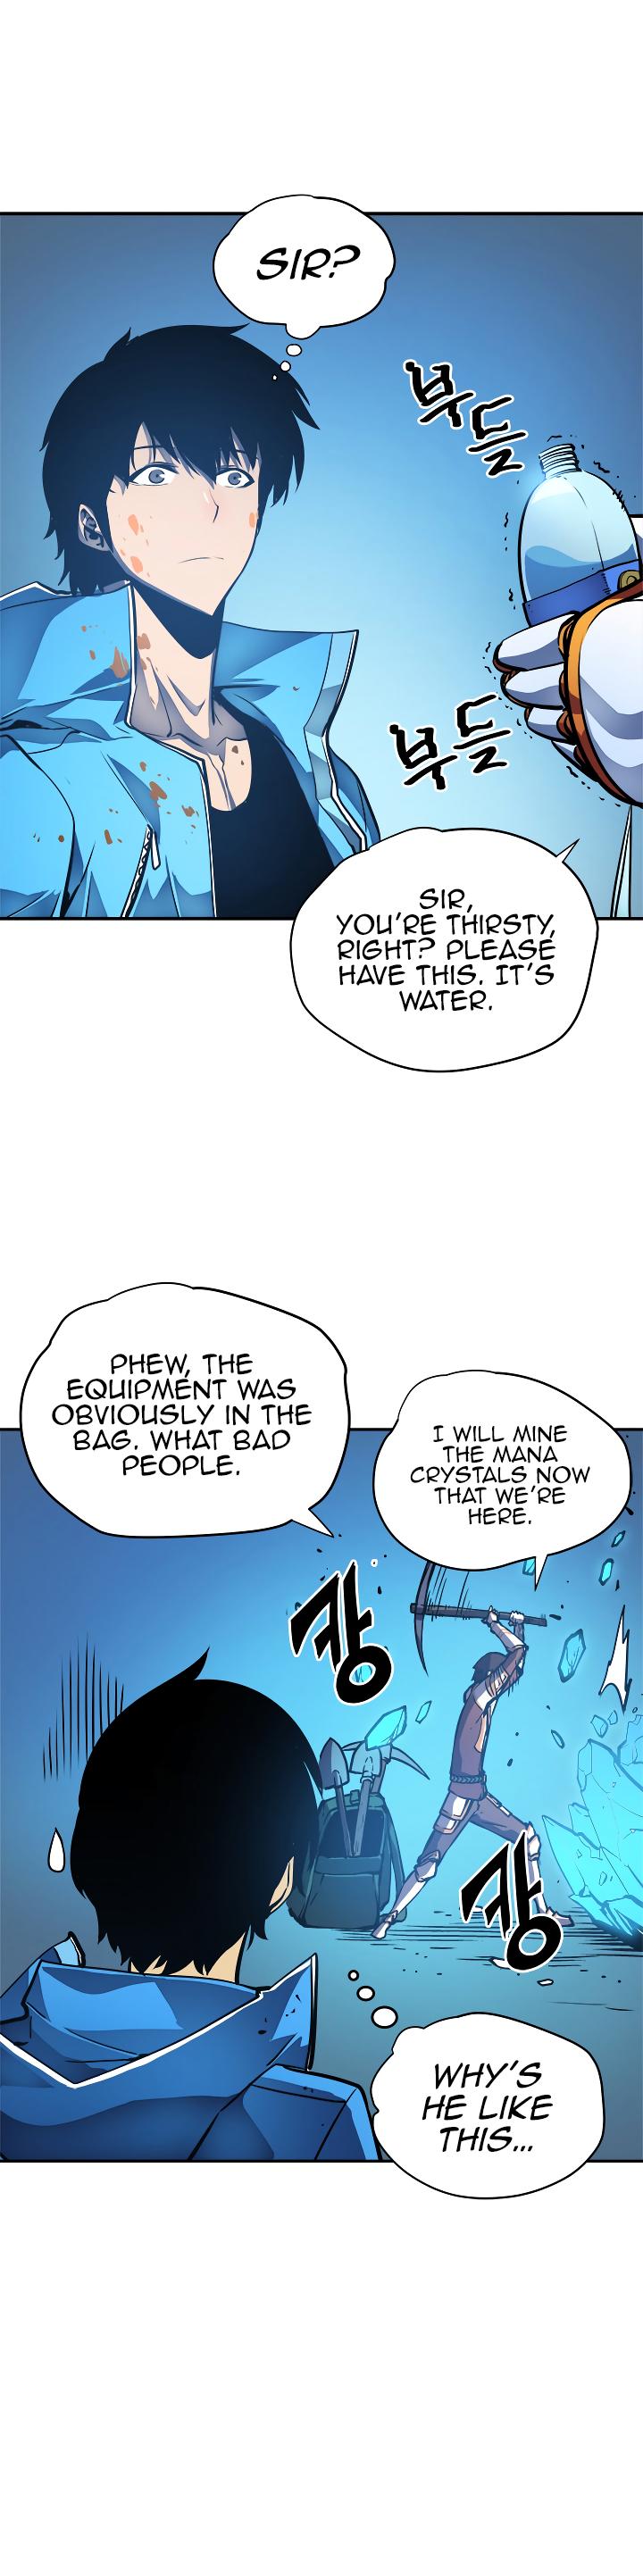 SIR?
부들
부들
SIR,
YOU'RE THIRSTY,
RIGHT? PLEASE
HAVE THIS. IT'S
WATER.
PHEW, THE
EQUIPMENT WAS
OBVIOUSLY IN THE
BAG. WHAT BAD
PEOPLE.
I WILL MINE
THE MANA
CRYSTALS NOW
THAT WE'RE
HERE.
캉
캉
WHY'S
HE LIKE
THIS...